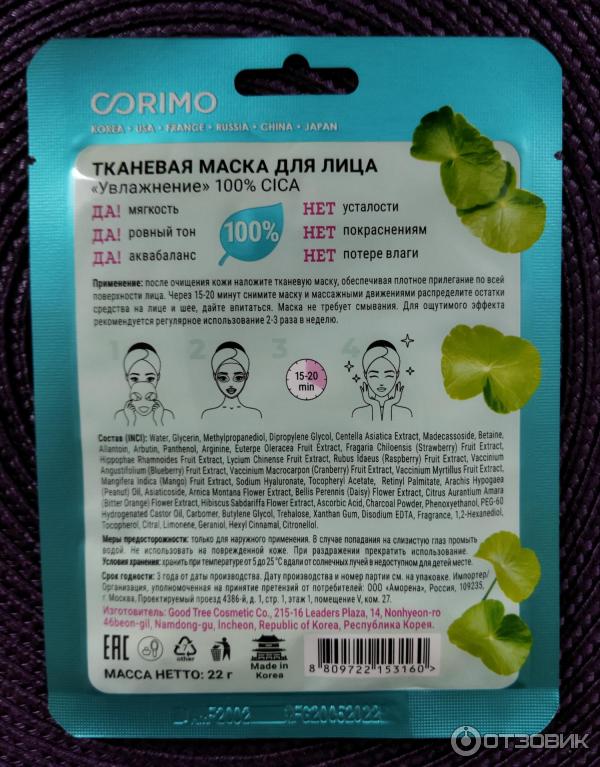 CORIMO
KOREA • USA • FRANCE • RUSSIA • CHINA • JAPAN
ТКАНЕВАЯ МАСКА ДЛЯ ЛИЦА
«Увлажнение» 100% CICA
ДА! мягкость
ДА! ровный тон
ДА! аквабаланс
100%
НЕТ усталости
НЕТ покраснениям
НЕТ потере влаги
Применение: после очищения кожи наложите тканевую маску, обеспечивая плотное прилегание по всей
поверхности лица. Через 15-20 минут снимите маску и массажными движениями распределите остатки
средства на лице и шее, дайте впитаться. Маска не требует смывания. Для ощутимого эффекта
рекомендуется регулярное использование 2-3 раза в неделю.
1 2 3 4
15-20
min
Состав (INCI): Water, Glycerin, Methylpropanediol, Dipropylene Glycol, Centella Asiatica Extract, Madecassoside, Betaine,
Allantoin, Arbutin, Panthenol, Arginine, Euterpe Oleracea Fruit Extract, Fragaria Chiloensis (Strawberry) Fruit Extract,
Hippophae Rhamnoides Fruit Extract, Lycium Chinense Fruit Extract, Rubus Idaeus (Raspberry) Fruit Extract, Vaccinium
Angustifolium (Blueberry) Fruit Extract, Vaccinium Macrocarpon (Cranberry) Fruit Extract, Vaccinium Myrtillus Fruit Extract,
Mangifera Indica (Mango) Fruit Extract, Sodium Hyaluronate, Tocopheryl Acetate, Retinyl Palmitate, Arachis Hypogaea
(Peanut) Oil, Asiaticoside, Arnica Montana Flower Extract, Bellis Perennis (Daisy) Flower Extract, Citrus Aurantium Amara
(Bitter Orange) Flower Extract, Hibiscus Sabdariffa Flower Extract, Ascorbic Acid, Charcoal Powder, Phenoxyethanol, PEG-60
Hydrogenated Castor Oil, Carbomer, Butylene Glycol, Trehalose, Xanthan Gum, Disodium EDTA, Fragrance, 1,2-Hexanediol,
Tocopherol, Citral, Limonene, Geraniol, Hexyl Cinnamal, Citronellol.
Меры предосторожности: только для наружного применения. В случае попадания на слизистую глаз промыть
водой. Не использовать на поврежденной коже. При раздражении прекратить использование.
Условия хранения: хранить при температуре от 5 до 25 °С вдали от солнечных лучей в недоступном для детей месте.
Срок годности: 3 года от даты производства. Дату производства и номер партии см. на упаковке. Импортер/
Организация, уполномоченная на принятие претензий от потребителей: ООО «Аморена», Россия, 109235,
г. Москва, Проектируемый проезд 4386-й, д. 1, стр. 1, этаж 1, помещение V, ком. 27.
Изготовитель: Good Tree Cosmetic Co., 215-16 Leaders Plaza, 14, Nonhyeon-ro
46beon-gil, Namdong-gu, Incheon, Republic of Korea, Республика Корея.
EAC
7
other
Made in
Korea
8 809722 153160 >
МАССА НЕТТО: 22 г
ОТЗОВИК